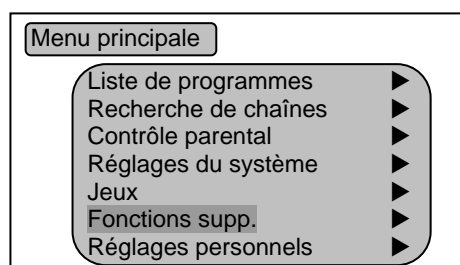 Menu principale
Liste de programmes
Recherche de chaînes
Contrôle parental
Réglages du système
Jeux
Fonctions supp.
Réglages personnels